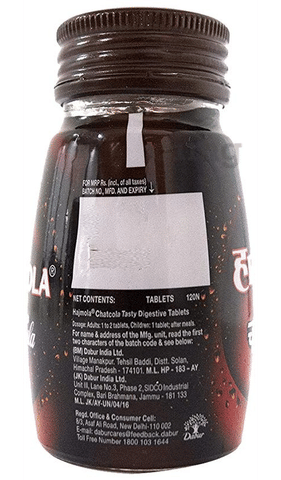 FOR MRP Rs. (incl. of all taxes)
BATCH NO., MFD. AND EXPIRY
OLA®
NET CONTENTS: TABLETS 120N
Hajmola® Chatcola Tasty Digestive Tablets
Dosage: Adults: 1 to 2 tablets, Children: 1 tablet; after meals.
For name & address of the Mfg. unit, read the first
two characters of the batch code & see below:
(BM) Dabur India Ltd.
Village Manakpur, Tehsil Baddi, Distt. Solan,
Himachal Pradesh - 174101. M.L. HP - 183 - AY
(JK) Dabur India Ltd.
Unit III, Lane No.3, Phase 2, SIDCO Industrial
Complex, Bari Brahmana, Jammu - 181 133
M.L. JK/AY-UN/04/16
Regd. Office & Consumer Cell:
8/3, Asaf Ali Road, New Delhi-110 002
E-mail: daburcares@feedback.dabur
Toll Free Number 1800 103 1644
Dabur